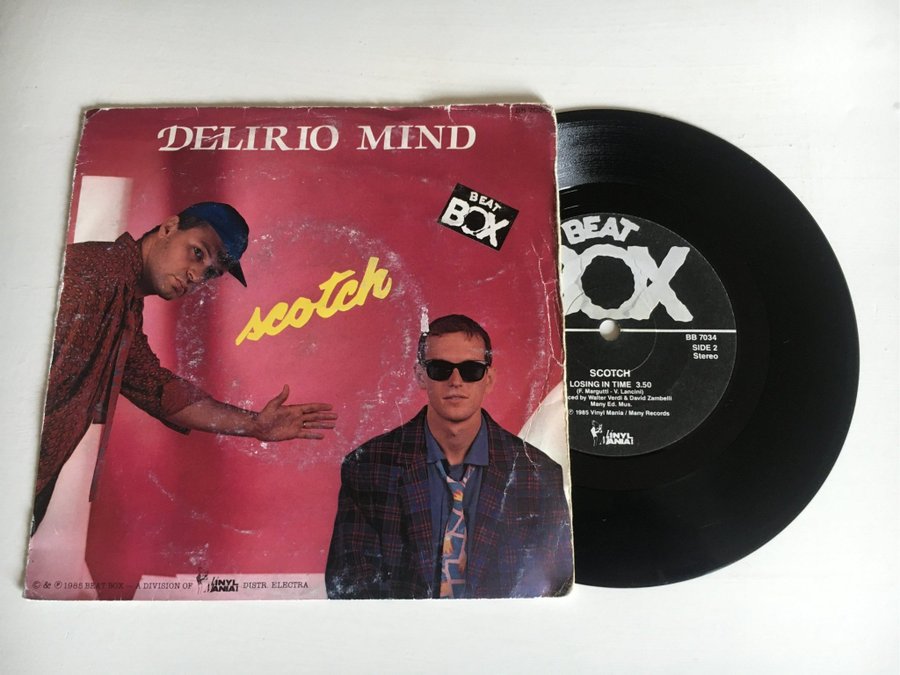 DELIRIO MIND
BEAT
BOX
scotch
© & ℗ 1985 BEAT BOX — A DIVISION OF VINYL MANIA! DISTR. ELECTRA
BEAT
BOX
BB 7034
SIDE 2
Stereo
SCOTCH
LOSING IN TIME 3.50
(F. Margutti - V. Lancini)
ced by Walter Verdi & David Zambelli
Many Ed. Mus.
℗ 1985 Vinyl Mania / Many Records
VINYL
MANIA!